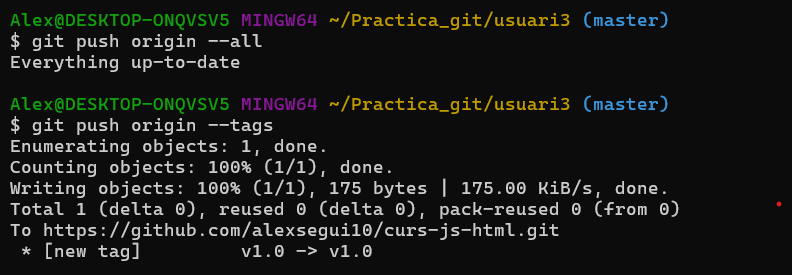 Alex@DESKTOP-ONQVSV5 MINGW64 ~/Practica_git/usuari3 (master)
$ git push origin --all
Everything up-to-date
Alex@DESKTOP-ONQVSV5 MINGW64 ~/Practica_git/usuari3 (master)
$ git push origin --tags
Enumerating objects: 1, done.
Counting objects: 100% (1/1), done.
Writing objects: 100% (1/1), 175 bytes | 175.00 KiB/s, done.
Total 1 (delta 0), reused 0 (delta 0), pack-reused 0 (from 0)
To https://github.com/alexsegui10/curs-js-html.git
 * [new tag]         v1.0 -> v1.0